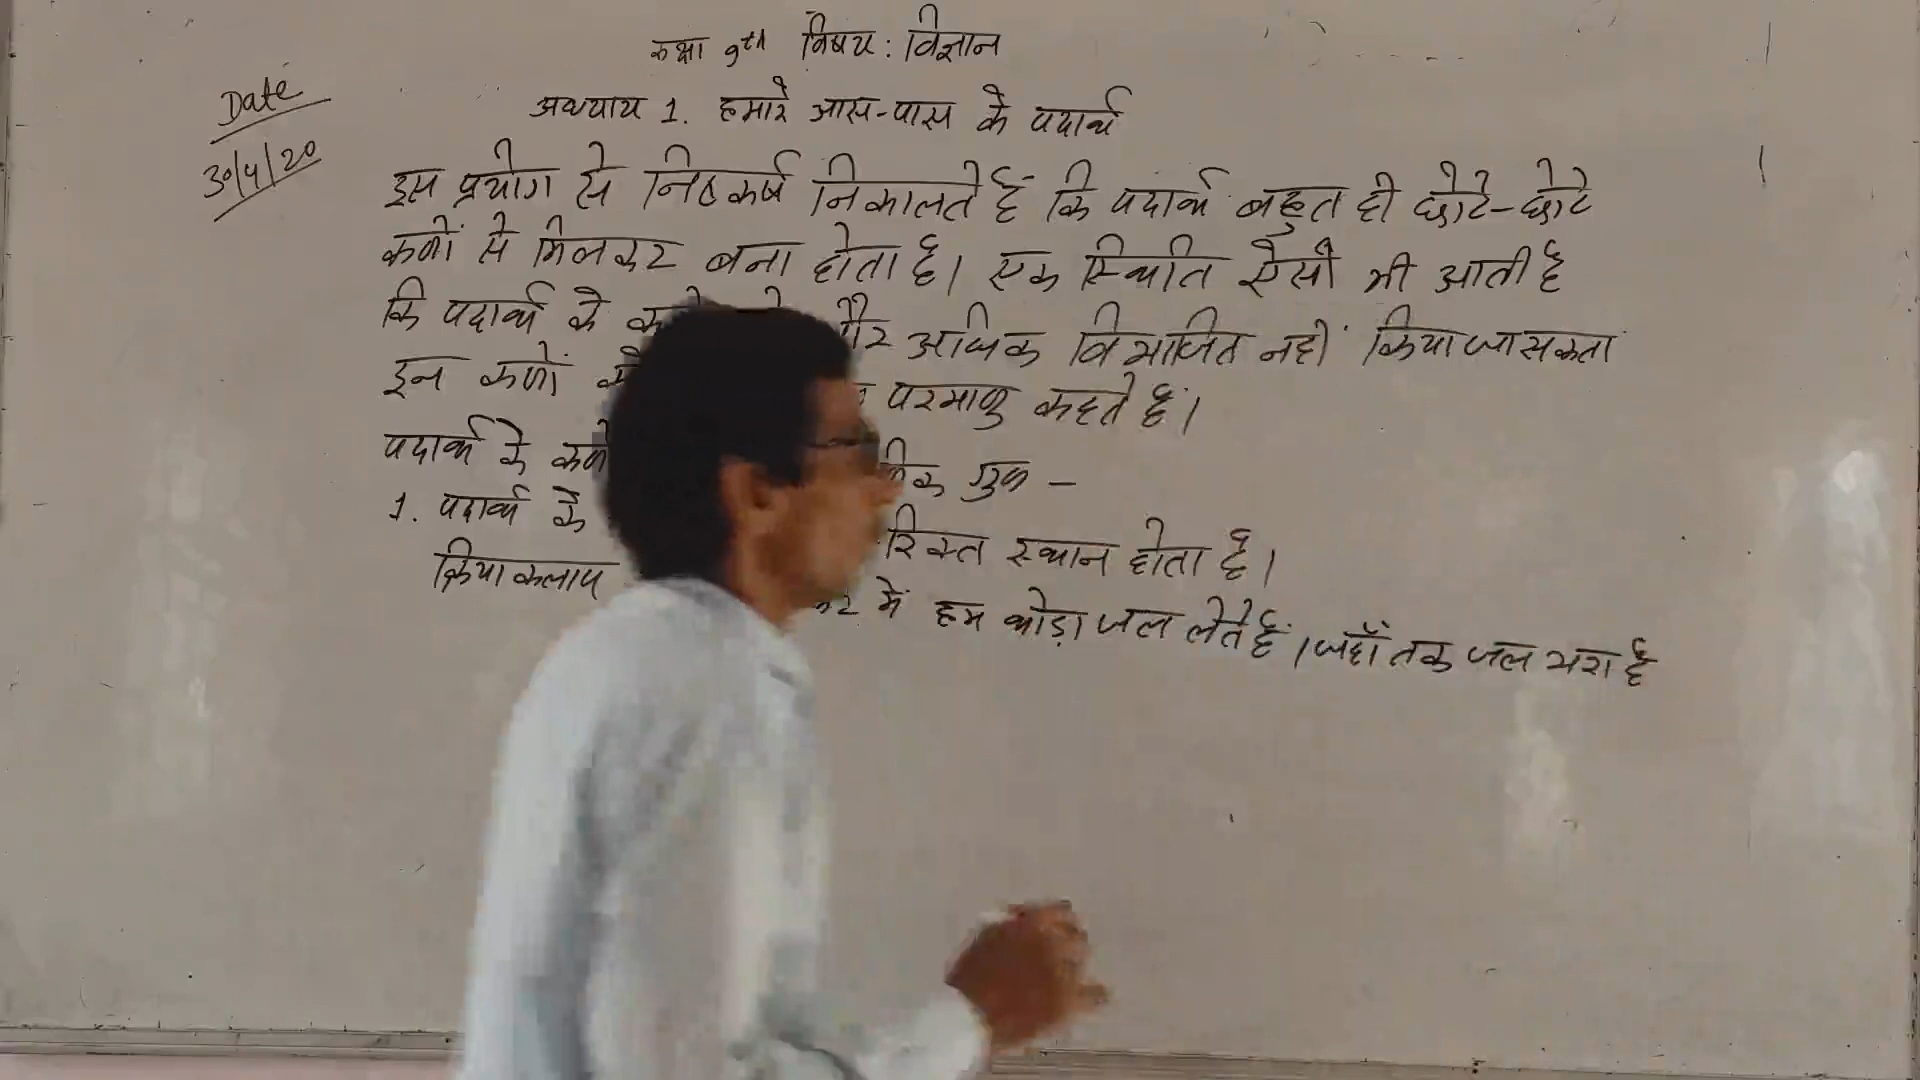 कक्षा 9th विषय : विज्ञान
Date
अध्याय 1. हमारे आस-पास के पदार्थ
30/4/20
इस प्रयोग से निष्कर्ष निकालते हैं कि पदार्थ बहुत ही छोटे-छोटे
कणों से मिलकर बना होता है। एक स्थिति ऐसी भी आती है
कि पदार्थ के अधिक विभाजित नहीं किया जा सकता
इन कणों परमाणु कहते हैं।
पदार्थ के गुण –
1. पदार्थ के रिक्त स्थान होता है।
क्रियाकलाप में हम थोड़ा जल लेते हैं। जहाँ तक जल भरा है